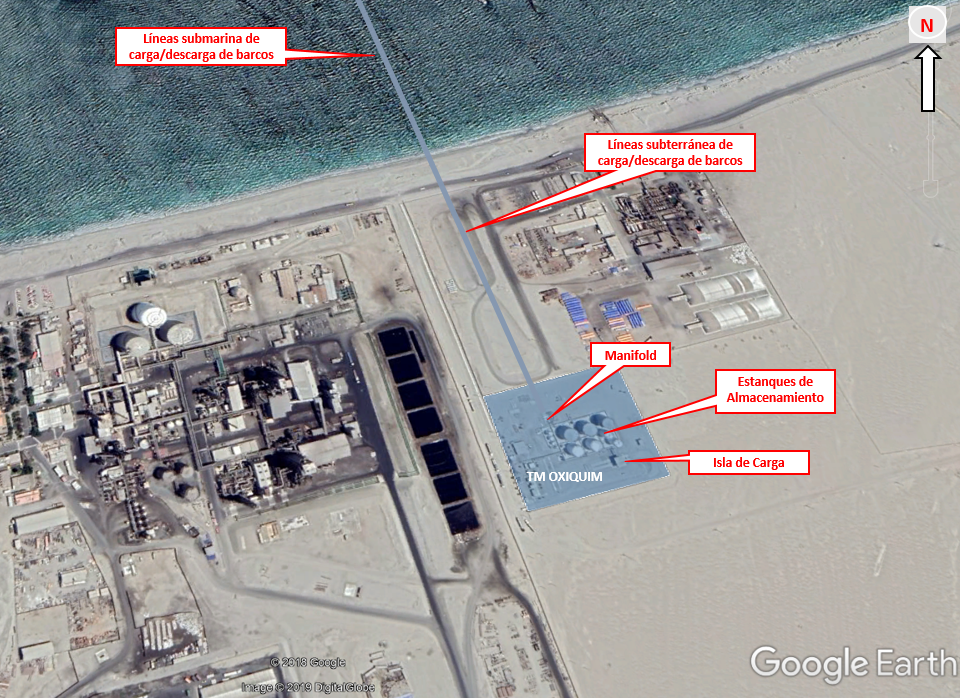 Líneas submarina de
carga/descarga de barcos
N
Líneas subterránea de
carga/descarga de barcos
Manifold
Estanques de
Almacenamiento
Isla de Carga
TM OXIQUIM
© 2018 Google
Image © 2019 DigitalGlobe
Google Earth